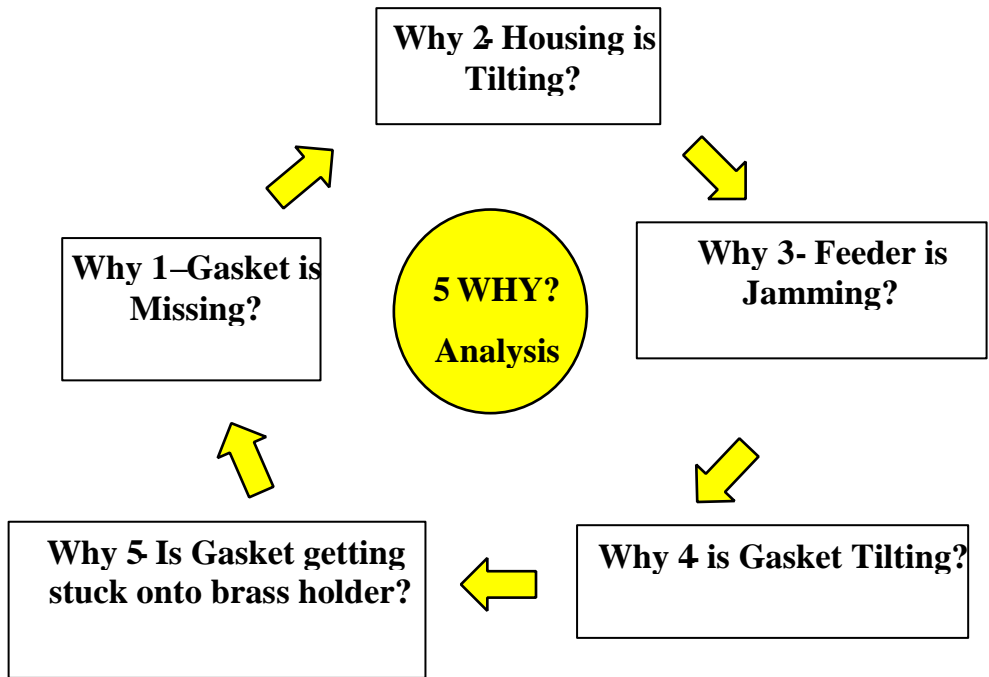 Why 2- Housing is
Tilting?
Why 3- Feeder is
Jamming?
Why 1–Gasket is
Missing?
5 WHY?
Analysis
Why 4- is Gasket Tilting?
Why 5- Is Gasket getting
stuck onto brass holder?